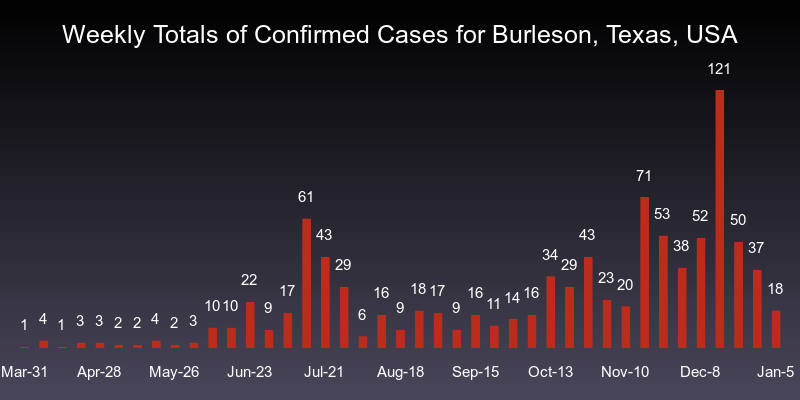 Weekly Totals of Confirmed Cases for Burleson, Texas, USA
1 4 1 3 3 2 2 4 2 3 10 10 22 9 17 61 43 29 6 16 9 18 17 9 16 11 14 16 34 29 43 23 20 71 53 38 52 121 50 37 18
Mar-31 Apr-28 May-26 Jun-23 Jul-21 Aug-18 Sep-15 Oct-13 Nov-10 Dec-8 Jan-5